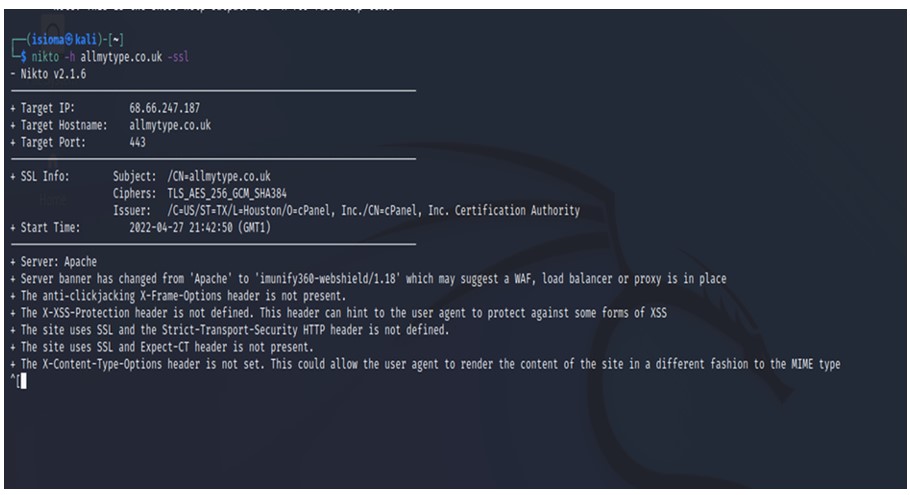 ┌──(isioma㉿kali)-[~]
└─$ nikto -h allmytype.co.uk -ssl
- Nikto v2.1.6
+ Target IP: 68.66.247.187
+ Target Hostname: allmytype.co.uk
+ Target Port: 443
+ SSL Info: Subject: /CN=allmytype.co.uk
Ciphers: TLS_AES_256_GCM_SHA384
Issuer: /C=US/ST=TX/L=Houston/O=cPanel, Inc./CN=cPanel, Inc. Certification Authority
+ Start Time: 2022-04-27 21:42:50 (GMT1)
+ Server: Apache
+ Server banner has changed from 'Apache' to 'imunify360-webshield/1.18' which may suggest a WAF, load balancer or proxy is in place
+ The anti-clickjacking X-Frame-Options header is not present.
+ The X-XSS-Protection header is not defined. This header can hint to the user agent to protect against some forms of XSS
+ The site uses SSL and the Strict-Transport-Security HTTP header is not defined.
+ The site uses SSL and Expect-CT header is not present.
+ The X-Content-Type-Options header is not set. This could allow the user agent to render the content of the site in a different fashion to the MIME type
^[